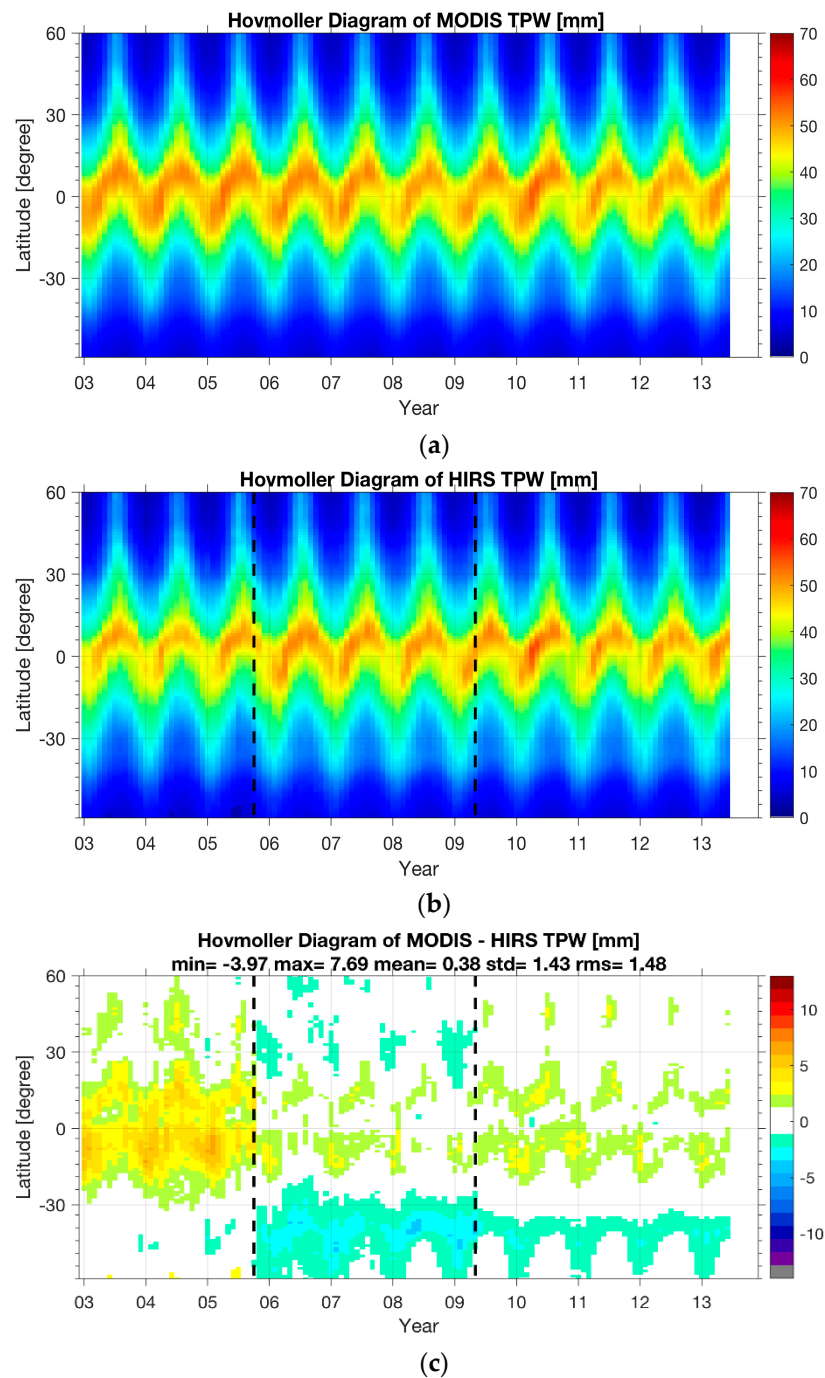 Hovmoller Diagram of MODIS TPW [mm]
60
30
0
-30
Latitude [degree]
03 04 05 06 07 08 09 10 11 12 13
Year
70
60
50
40
30
20
10
0
(a)
Hovmoller Diagram of HIRS TPW [mm]
60
30
0
-30
Latitude [degree]
03 04 05 06 07 08 09 10 11 12 13
Year
70
60
50
40
30
20
10
0
(b)
Hovmoller Diagram of MODIS - HIRS TPW [mm]
min= -3.97 max= 7.69 mean= 0.38 std= 1.43 rms= 1.48
60
30
0
-30
Latitude [degree]
03 04 05 06 07 08 09 10 11 12 13
Year
10
5
0
-5
-10
(c)